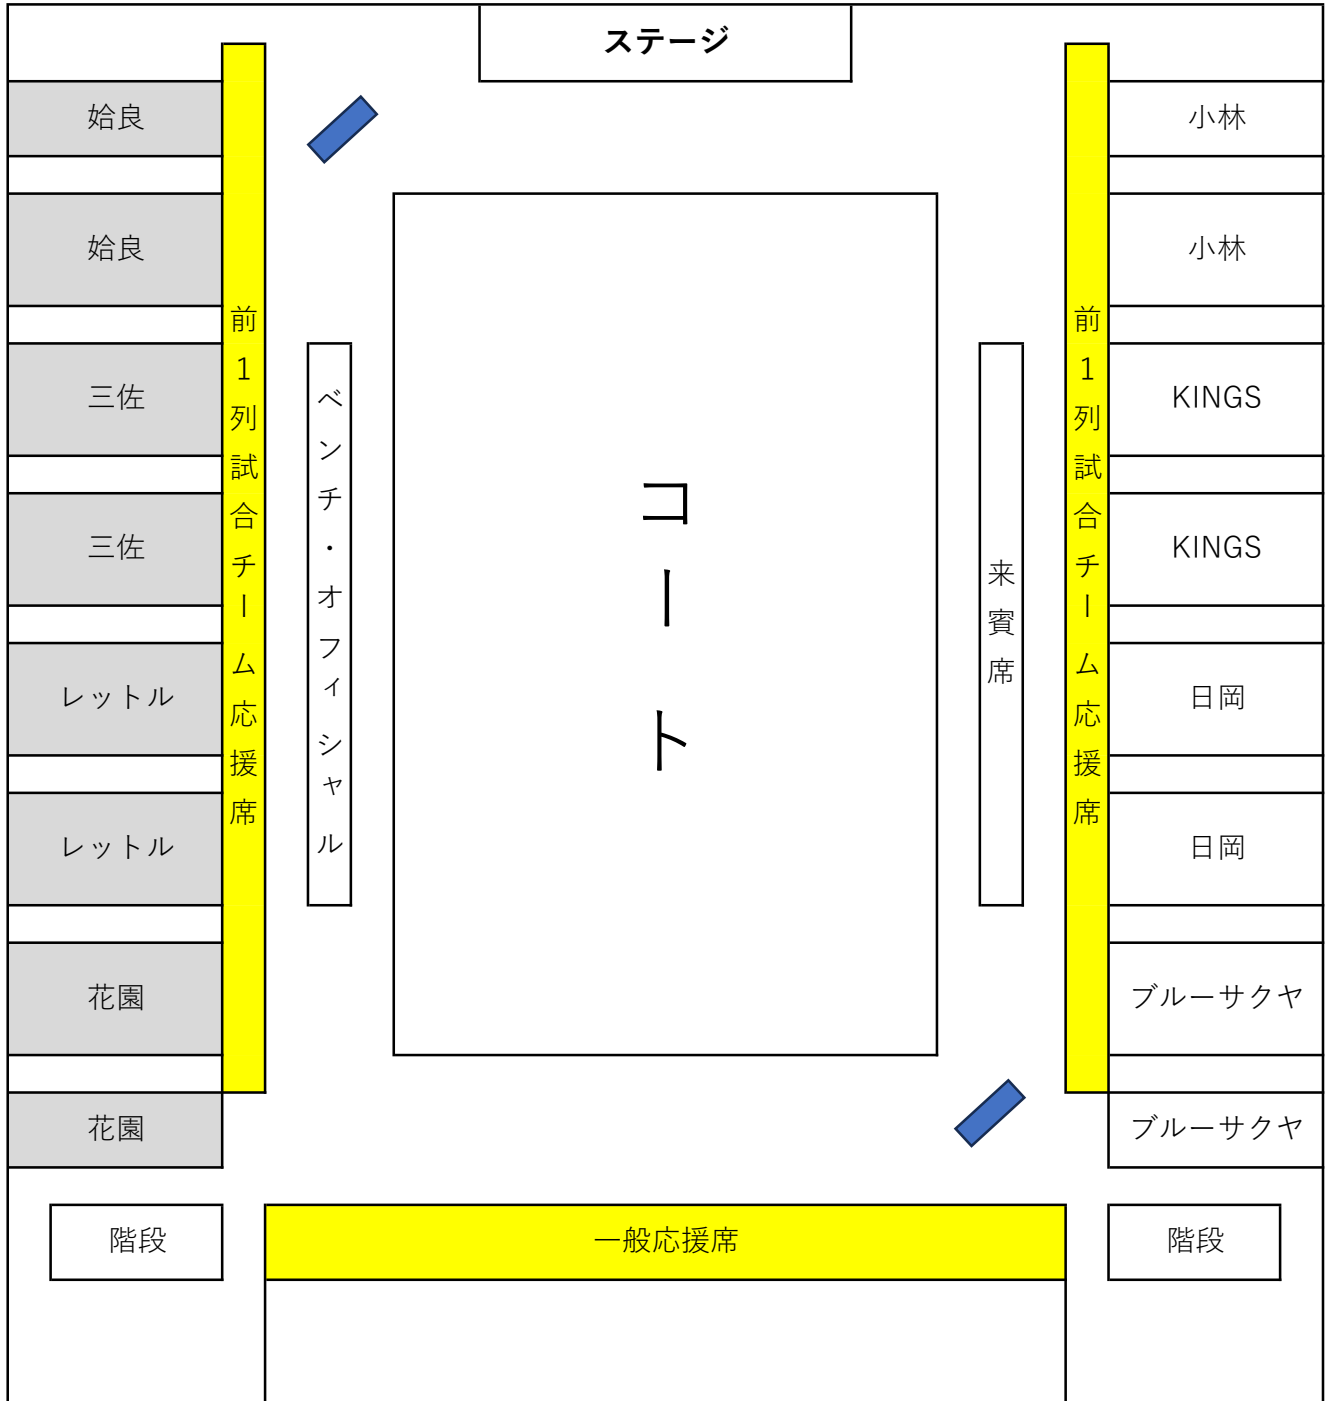 ステージ
姶良
小林
姶良
小林
前1列試合チーム応援席
前1列試合チーム応援席
三佐
ベンチ・オフィシャル
コート
来賓席
KINGS
三佐
KINGS
レットル
日岡
レットル
日岡
花園
ブルーサクヤ
花園
ブルーサクヤ
階段
一般応援席
階段